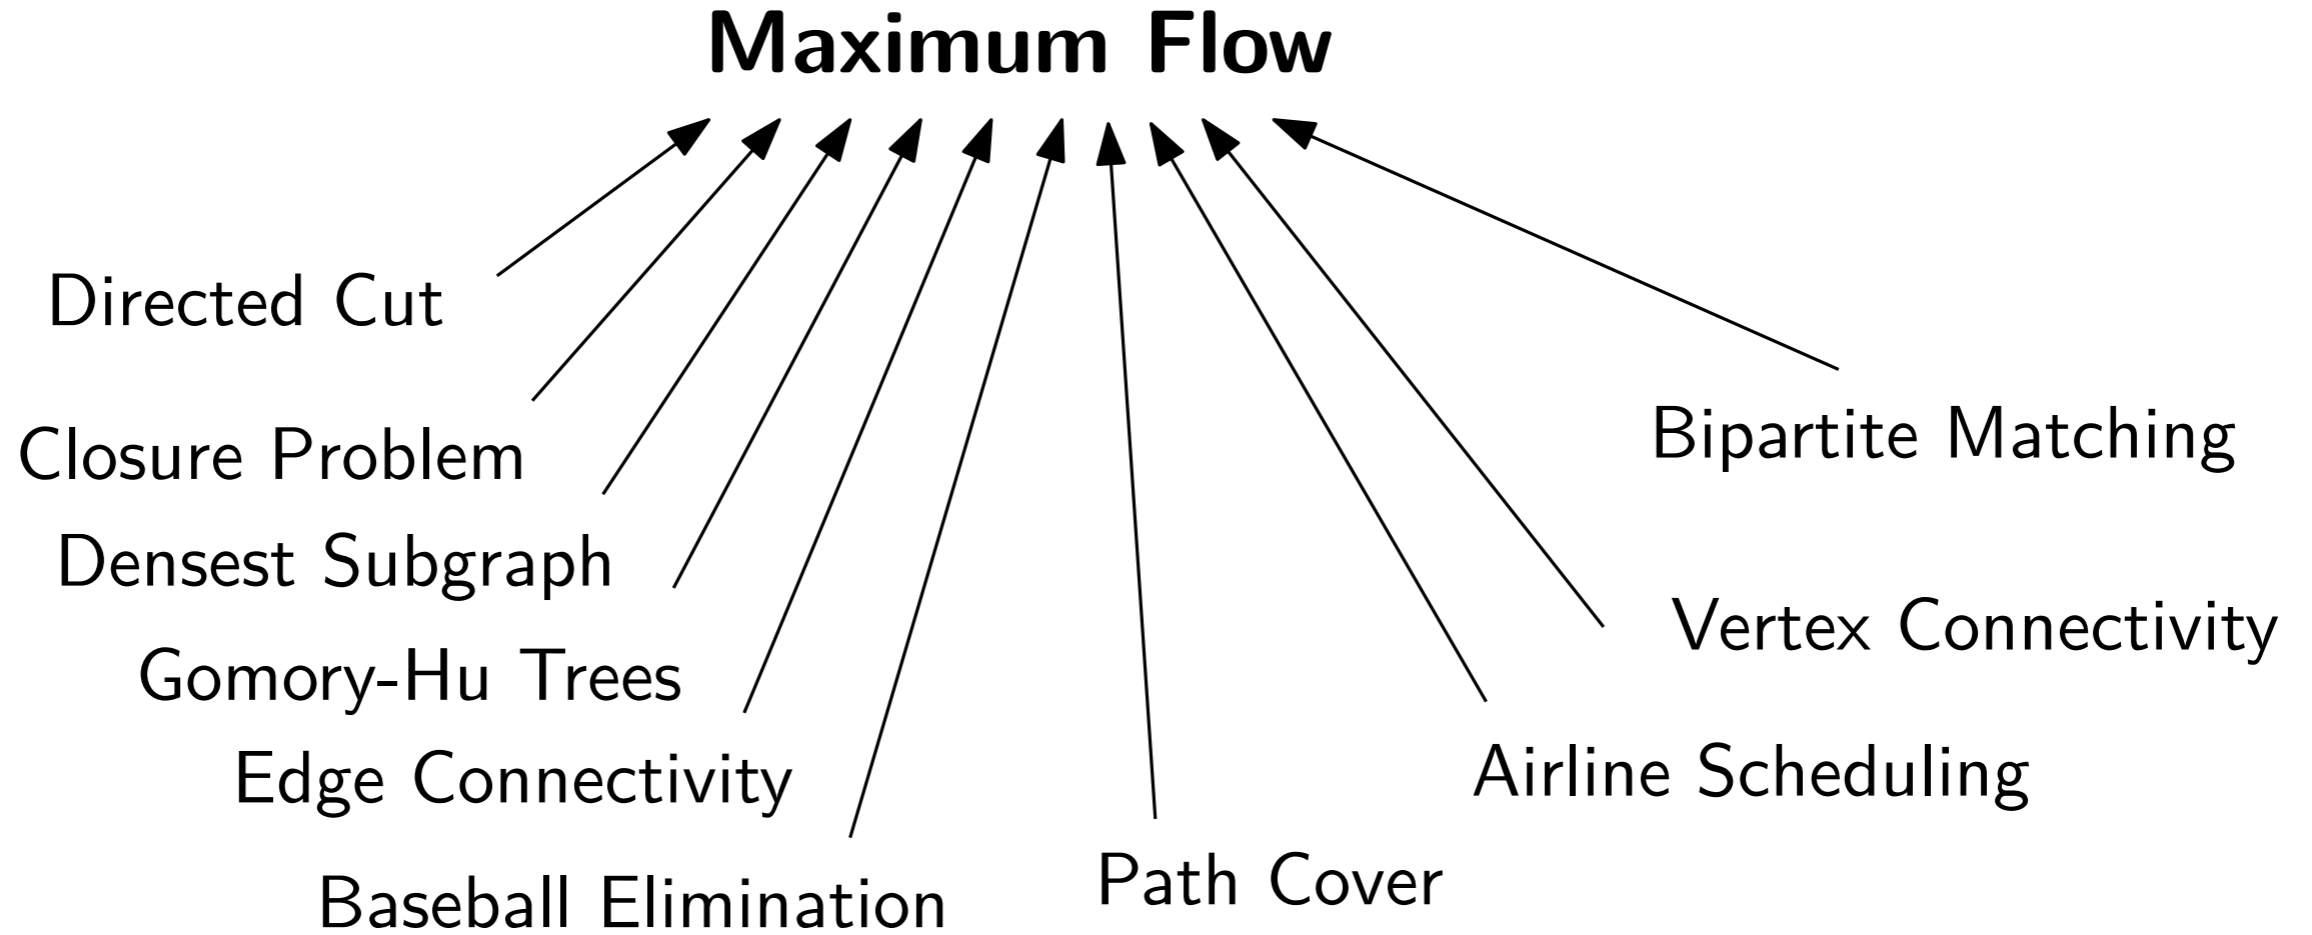 Maximum Flow
Directed Cut
Closure Problem
Densest Subgraph
Gomory-Hu Trees
Edge Connectivity
Baseball Elimination
Path Cover
Airline Scheduling
Vertex Connectivity
Bipartite Matching